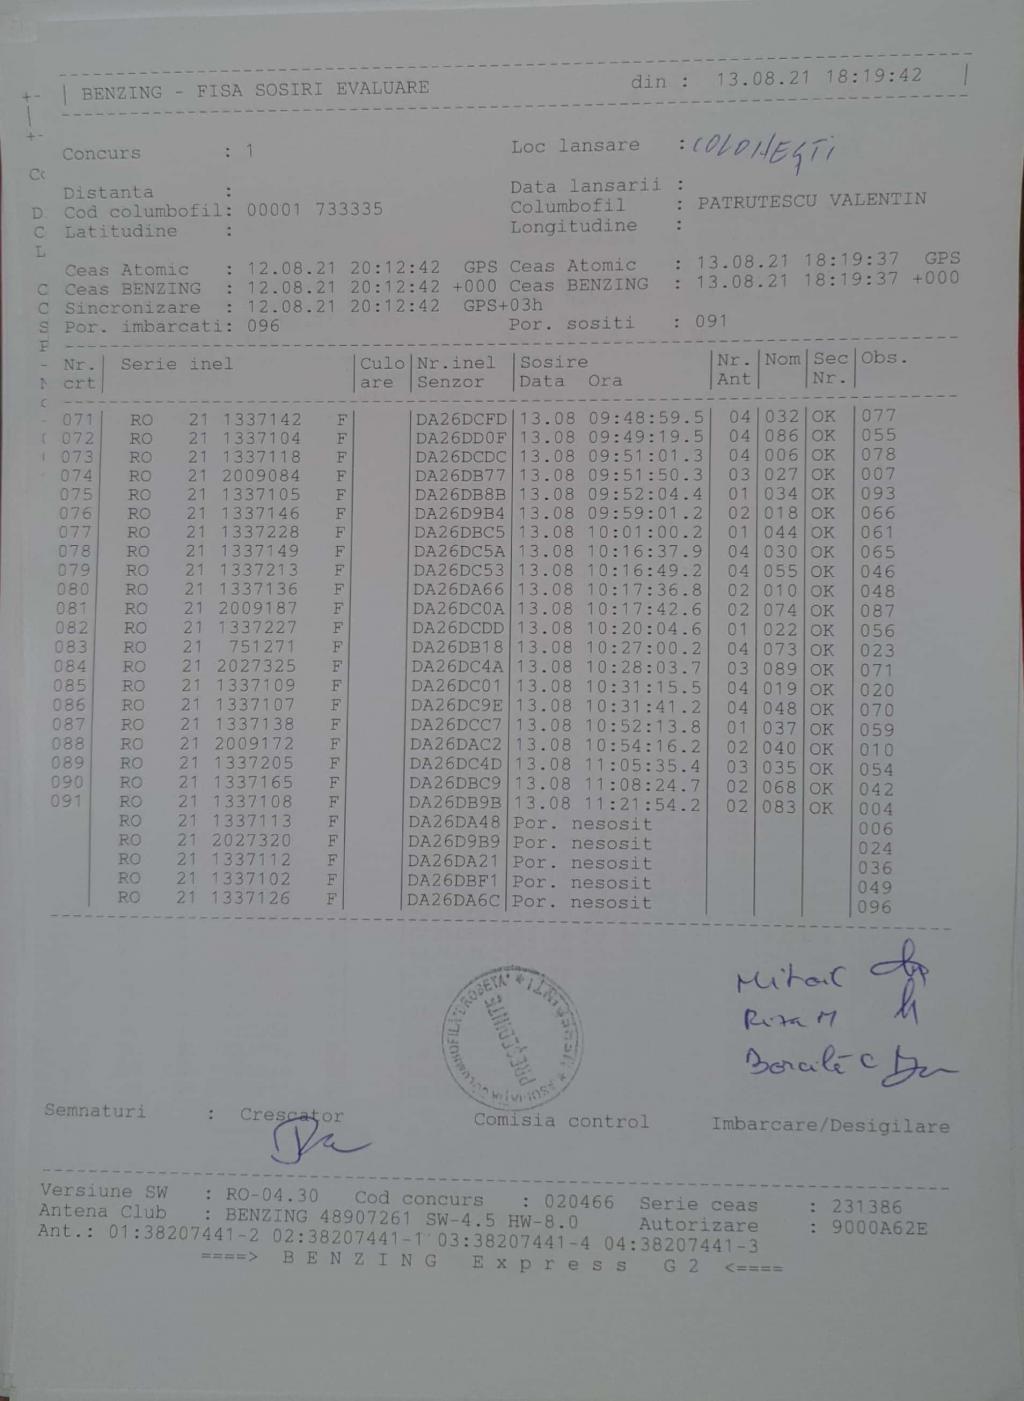 BENZING - FISA SOSIRI EVALUARE din : 13.08.21 18:19:42
Concurs : 1 Loc lansare : COLONEȘTI
Distanta : Data lansarii :
Cod columbofil: 00001 733335 Columbofil : PATRUTESCU VALENTIN
Latitudine : Longitudine :
Ceas Atomic : 12.08.21 20:12:42 GPS Ceas Atomic : 13.08.21 18:19:37 GPS
Ceas BENZING : 12.08.21 20:12:42 +000 Ceas BENZING : 13.08.21 18:19:37 +000
Sincronizare : 12.08.21 20:12:42 GPS+03h
Por. imbarcati: 096 Por. sositi : 091
Nr. Serie inel Culo Nr.inel Sosire Nr. Nom Sec Obs.
crt are Senzor Data Ora Ant Nr.
071 RO 21 1337142 F DA26DCFD 13.08 09:48:59.5 04 032 OK 077
072 RO 21 1337104 F DA26DD0F 13.08 09:49:19.5 04 086 OK 055
073 RO 21 1337118 F DA26DCDC 13.08 09:51:01.3 04 006 OK 078
074 RO 21 2009084 F DA26DB77 13.08 09:51:50.3 03 027 OK 007
075 RO 21 1337105 F DA26DB8B 13.08 09:52:04.4 01 034 OK 093
076 RO 21 1337146 F DA26D9B4 13.08 09:59:01.2 02 018 OK 066
077 RO 21 1337228 F DA26DBC5 13.08 10:01:00.2 01 044 OK 061
078 RO 21 1337149 F DA26DC5A 13.08 10:16:37.9 04 030 OK 065
079 RO 21 1337213 F DA26DC53 13.08 10:16:49.2 04 055 OK 046
080 RO 21 1337136 F DA26DA66 13.08 10:17:36.8 02 010 OK 048
081 RO 21 2009187 F DA26DC0A 13.08 10:17:42.6 02 074 OK 087
082 RO 21 1337227 F DA26DCDD 13.08 10:20:04.6 01 022 OK 056
083 RO 21 751271 F DA26DB18 13.08 10:27:00.2 04 073 OK 023
084 RO 21 2027325 F DA26DC4A 13.08 10:28:03.7 03 089 OK 071
085 RO 21 1337109 F DA26DC01 13.08 10:31:15.5 04 019 OK 020
086 RO 21 1337107 F DA26DC9E 13.08 10:31:41.2 04 048 OK 070
087 RO 21 1337138 F DA26DCC7 13.08 10:52:13.8 01 037 OK 059
088 RO 21 2009172 F DA26DAC2 13.08 10:54:16.2 02 040 OK 010
089 RO 21 1337205 F DA26DC4D 13.08 11:05:35.4 03 035 OK 054
090 RO 21 1337165 F DA26DBC9 13.08 11:08:24.7 02 068 OK 042
091 RO 21 1337108 F DA26DB9B 13.08 11:21:54.2 02 083 OK 004
RO 21 1337113 F DA26DA48 Por. nesosit 006
RO 21 2027320 F DA26D9B9 Por. nesosit 024
RO 21 1337112 F DA26DA21 Por. nesosit 036
RO 21 1337102 F DA26DBF1 Por. nesosit 049
RO 21 1337126 F DA26DA6C Por. nesosit 096
Mihai
Riza M
PRESEDINTE
Semnaturi : Crescator Comisia control Imbarcare/Desigilare
Versiune SW : RO-04.30 Cod concurs : 020466 Serie ceas : 231386
Antena Club : BENZING 48907261 SW-4.5 HW-8.0 Autorizare : 9000A62E
Ant.: 01:38207441-2 02:38207441-1 03:38207441-4 04:38207441-3
====> BENZING Express G2 <====